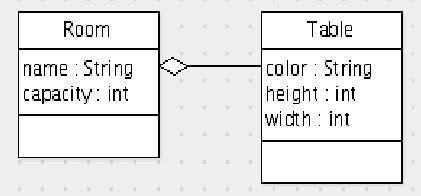 Room
name : String
capacity : int
Table
color : String
height : int
width : int